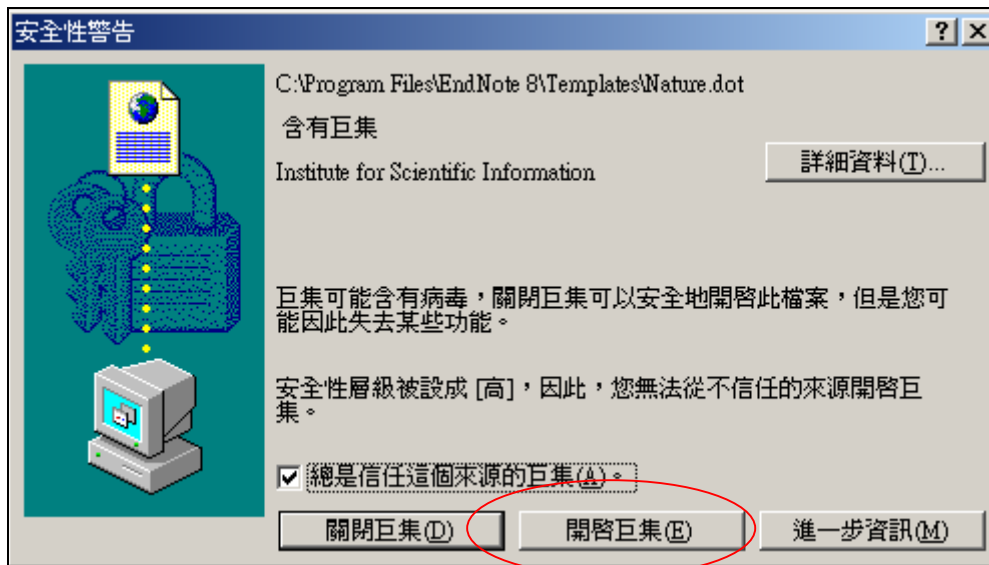 安全性警告
C:\Program Files\EndNote 8\Templates\Nature.dot
含有巨集
詳細資料(T)...
Institute for Scientific Information
巨集可能含有病毒，關閉巨集可以安全地開啓此檔案，但是您可
能因此失去某些功能。
安全性層級被設成 [高]，因此，您無法從不信任的來源開啓巨
集。
總是信任這個來源的巨集(A)。
關閉巨集(D)
開啓巨集(E)
進一步資訊(M)